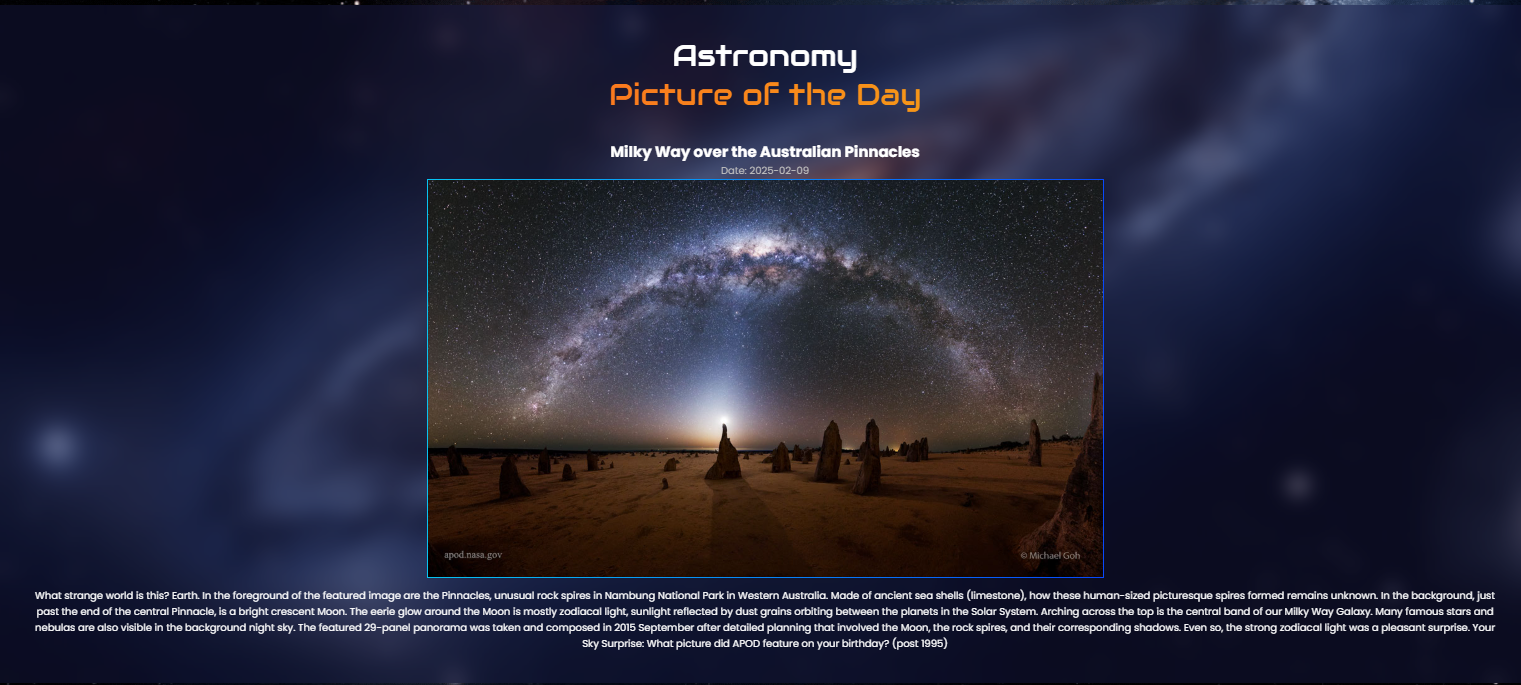 Astronomy
Picture of the Day
Milky Way over the Australian Pinnacles
Date: 2025-02-09
apod.nasa.gov
© Michael Goh
What strange world is this? Earth. In the foreground of the featured image are the Pinnacles, unusual rock spires in Nambung National Park in Western Australia. Made of ancient sea shells (limestone), how these human-sized picturesque spires formed remains unknown. In the background, just
past the end of the central Pinnacle, is a bright crescent Moon. The eerie glow around the Moon is mostly zodiacal light, sunlight reflected by dust grains orbiting between the planets in the Solar System. Arching across the top is the central band of our Milky Way Galaxy. Many famous stars and
nebulas are also visible in the background night sky. The featured 29-panel panorama was taken and composed in 2015 September after detailed planning that involved the Moon, the rock spires, and their corresponding shadows. Even so, the strong zodiacal light was a pleasant surprise. Your
Sky Surprise: What picture did APOD feature on your birthday? (post 1995)